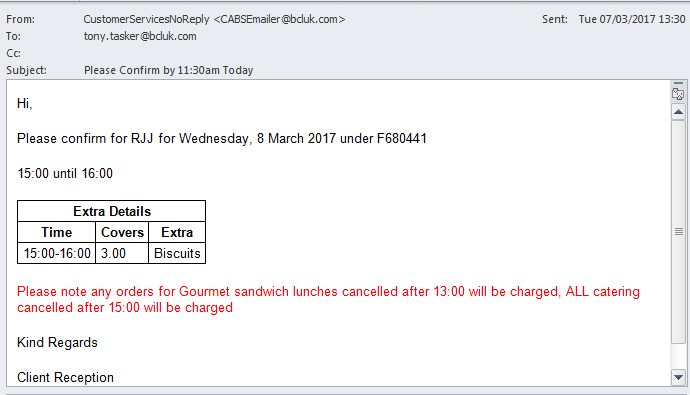 From: CustomerServicesNoReply <CABSEmailer@bcluk.com> Sent: Tue 07/03/2017 13:30
To: tony.tasker@bcluk.com
Cc:
Subject: Please Confirm by 11:30am Today
Hi,
Please confirm for RJJ for Wednesday, 8 March 2017 under F680441
15:00 until 16:00
Extra Details
Time Covers Extra
15:00-16:00 3.00 Biscuits
Please note any orders for Gourmet sandwich lunches cancelled after 13:00 will be charged, ALL catering
cancelled after 15:00 will be charged
Kind Regards
Client Reception